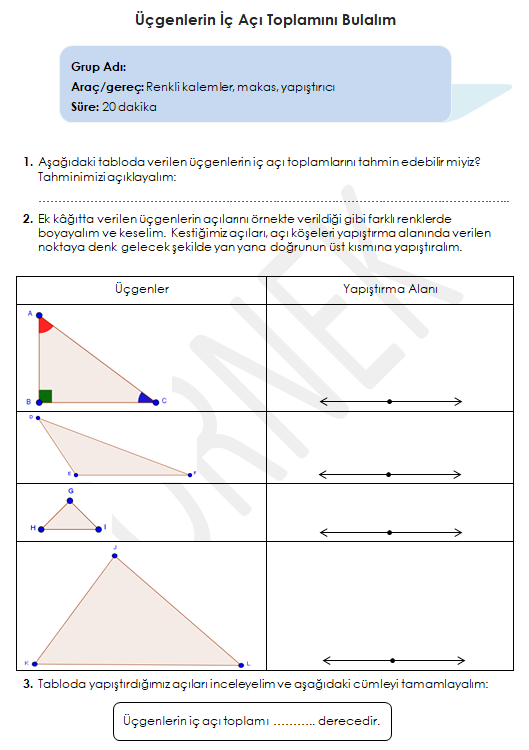 Üçgenlerin İç Açı Toplamını Bulalım
Grup Adı:
Araç/gereç: Renkli kalemler, makas, yapıştırıcı
Süre: 20 dakika
1. Aşağıdaki tabloda verilen üçgenlerin iç açı toplamlarını tahmin edebilir miyiz?
Tahminimizi açıklayalım:
2. Ek kâğıtta verilen üçgenlerin açılarını örnekte verildiği gibi farklı renklerde
boyayalım ve keselim. Kestiğimiz açıları, açı köşeleri yapıştırma alanında verilen
noktaya denk gelecek şekilde yan yana doğrunun üst kısmına yapıştıralım.
Üçgenler Yapıştırma Alanı
A
B C
D
E F
G
H I
J
K L
ÖRNEK
3. Tabloda yapıştırdığımız açıları inceleyelim ve aşağıdaki cümleyi tamamlayalım:
Üçgenlerin iç açı toplamı ........... derecedir.